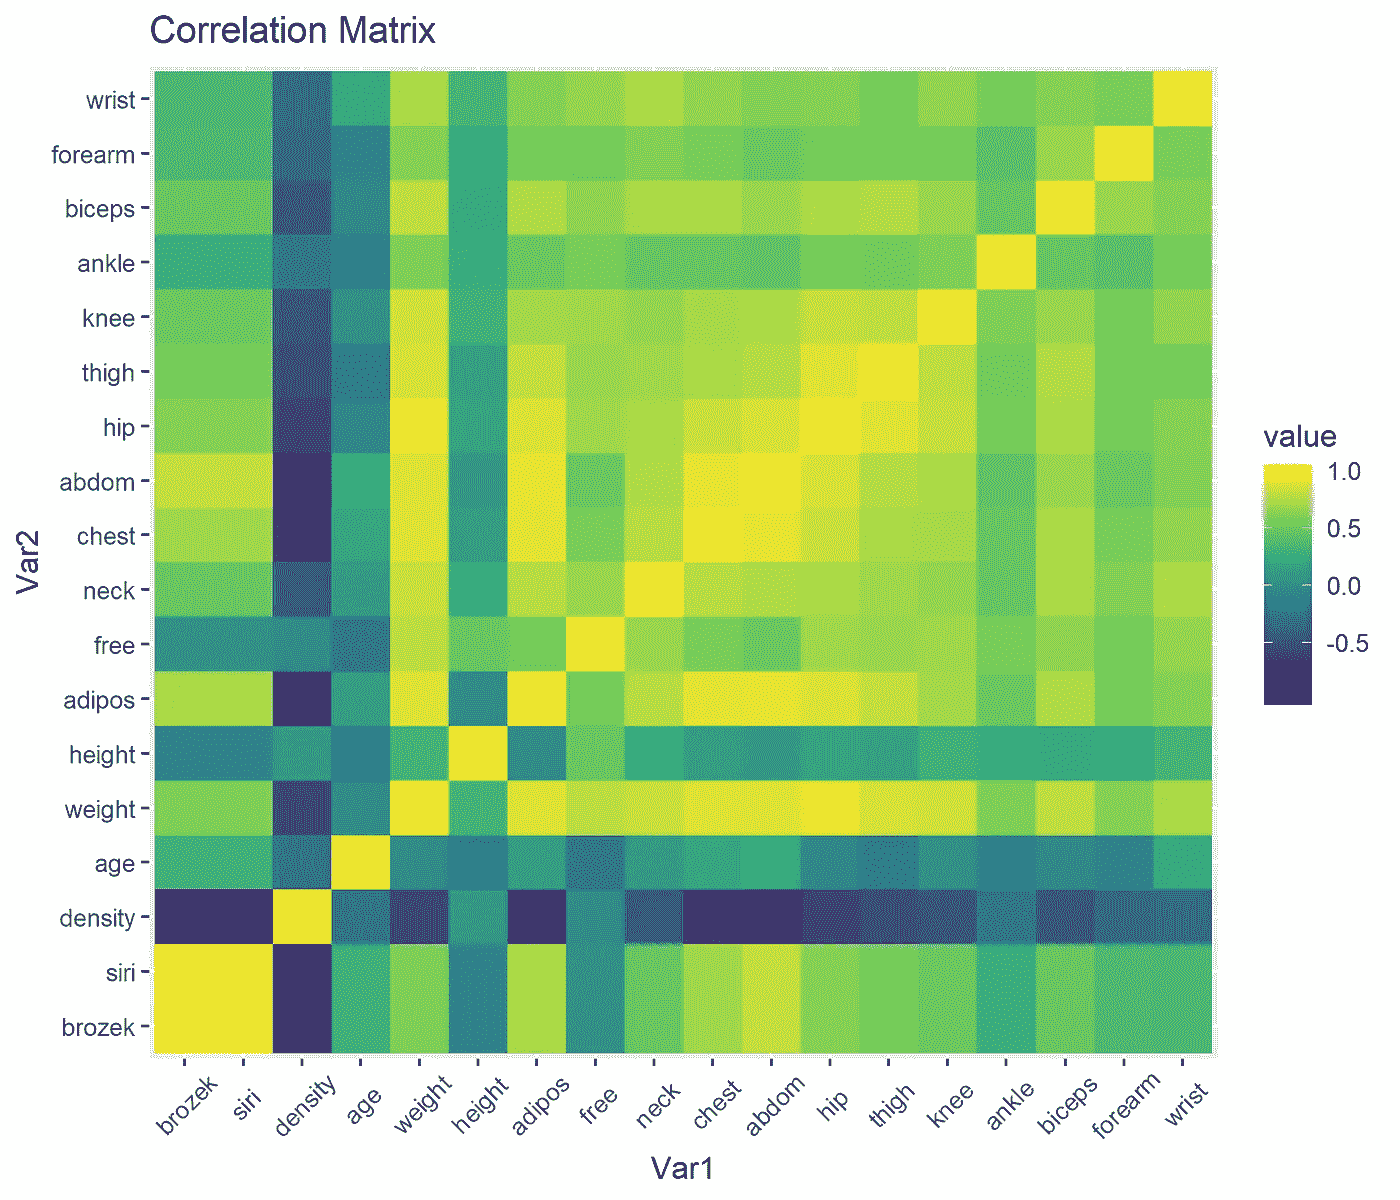 Correlation Matrix
wrist
forearm
biceps
ankle
knee
thigh
hip
abdom
chest
neck
free
adipos
height
weight
age
density
siri
brozek
Var2
brozek
siri
density
age
weight
height
adipos
free
neck
chest
abdom
hip
thigh
knee
ankle
biceps
forearm
wrist
Var1
value
1.0
0.5
0.0
-0.5